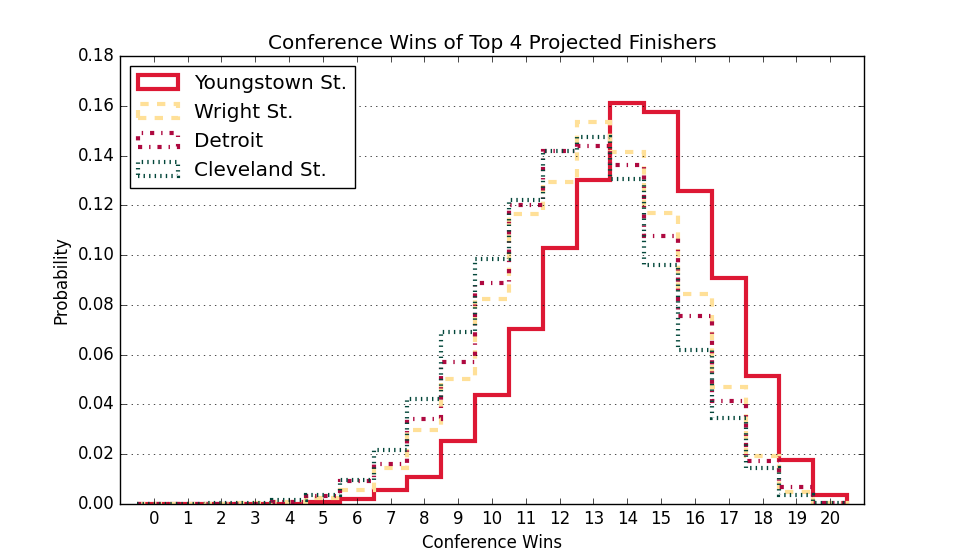 Conference Wins of Top 4 Projected Finishers
0.18
0.16
0.14
0.12
0.10
0.08
0.06
0.04
0.02
0.00
Probability
Youngstown St.
Wright St.
Detroit
Cleveland St.
0 1 2 3 4 5 6 7 8 9 10 11 12 13 14 15 16 17 18 19 20
Conference Wins